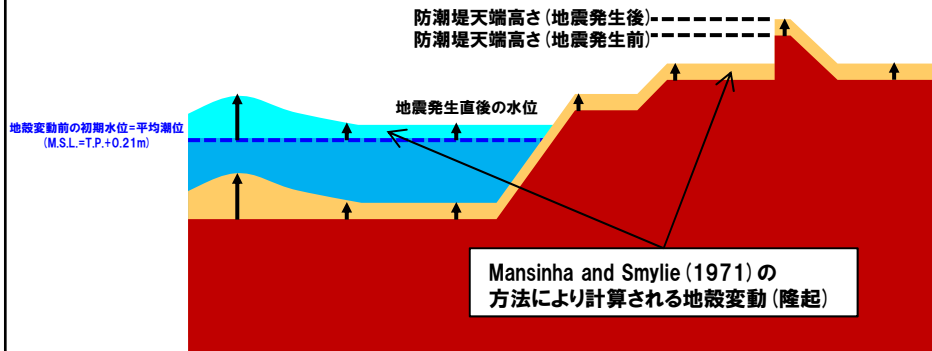 防潮堤天端高さ(地震発生後)
防潮堤天端高さ(地震発生前)
地震発生直後の水位
地殻変動前の初期水位=平均潮位
(M.S.L.=T.P.+0.21m)
Mansinha and Smylie(1971)の
方法により計算される地殻変動(隆起)